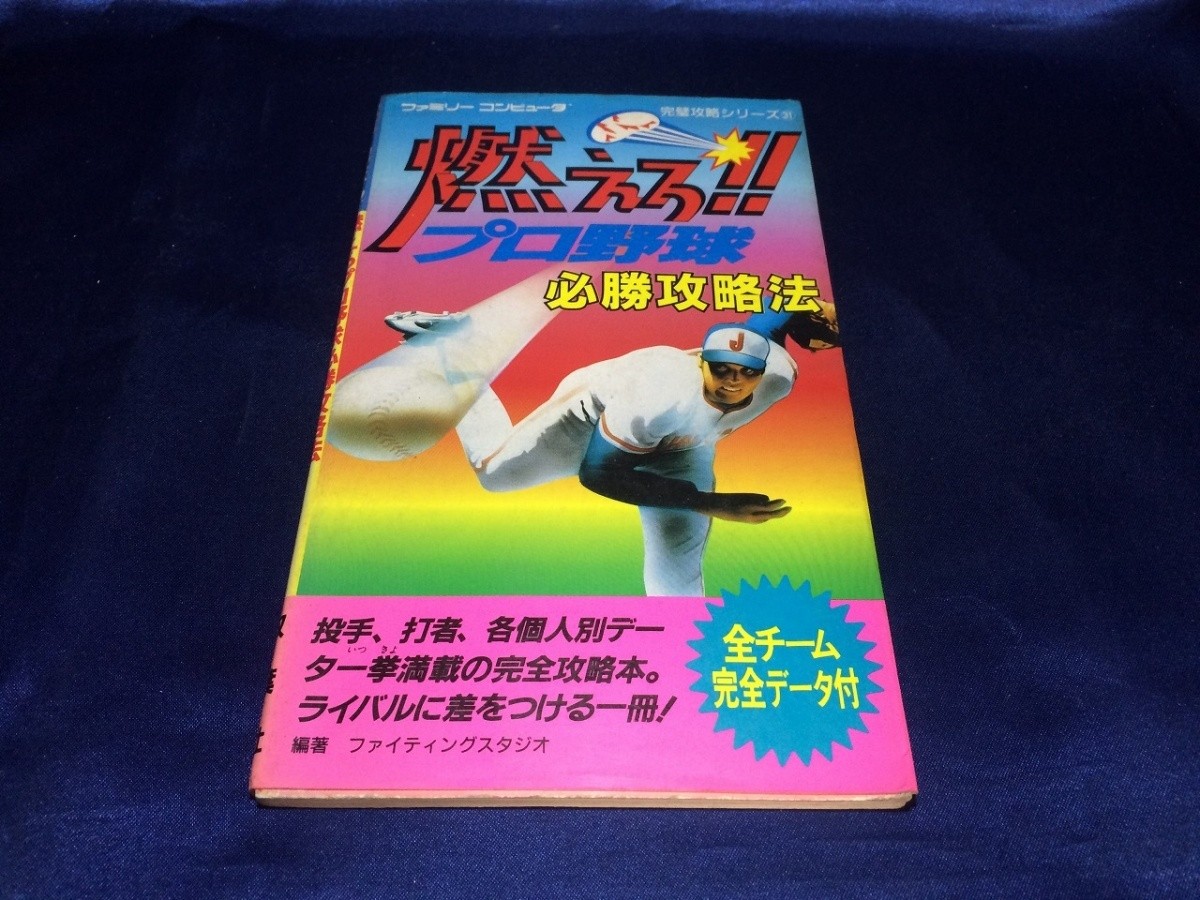 ファミリー コンピュータ
完璧攻略シリーズ㉛
燃えろ!!
プロ野球
必勝攻略法
J
投手、打者、各個人別デー
いっ きょ
ター挙満載の完全攻略本。
ライバルに差をつける一冊!
編著 ファイティングスタジオ
全チーム
完全データ付